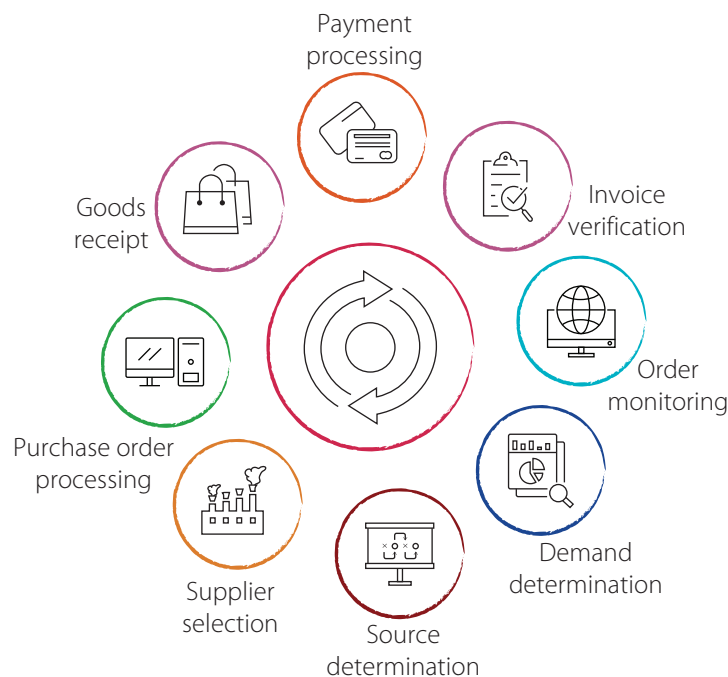 Payment
processing
Invoice
verification
Goods
receipt
Order
monitoring
Purchase order
processing
Demand
determination
Supplier
selection
Source
determination